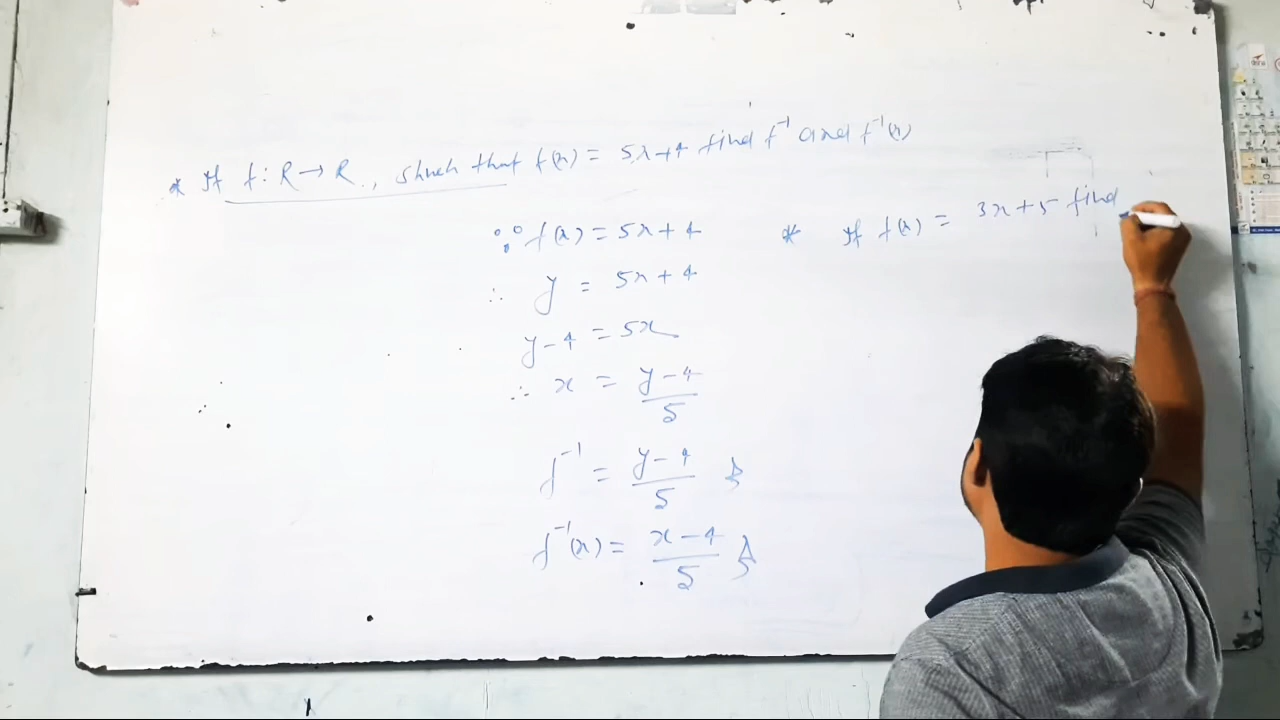 * If f: R → R, shuch that f(x) = 5x+4 find f⁻¹ and f⁻¹(x)
∵ f(x) = 5x+4
∴ y = 5x+4
y-4 = 5x
∴ x = (y-4)/5
f⁻¹ = (y-4)/5
f⁻¹(x) = (x-4)/5
* If f(x) = 3x+5 find